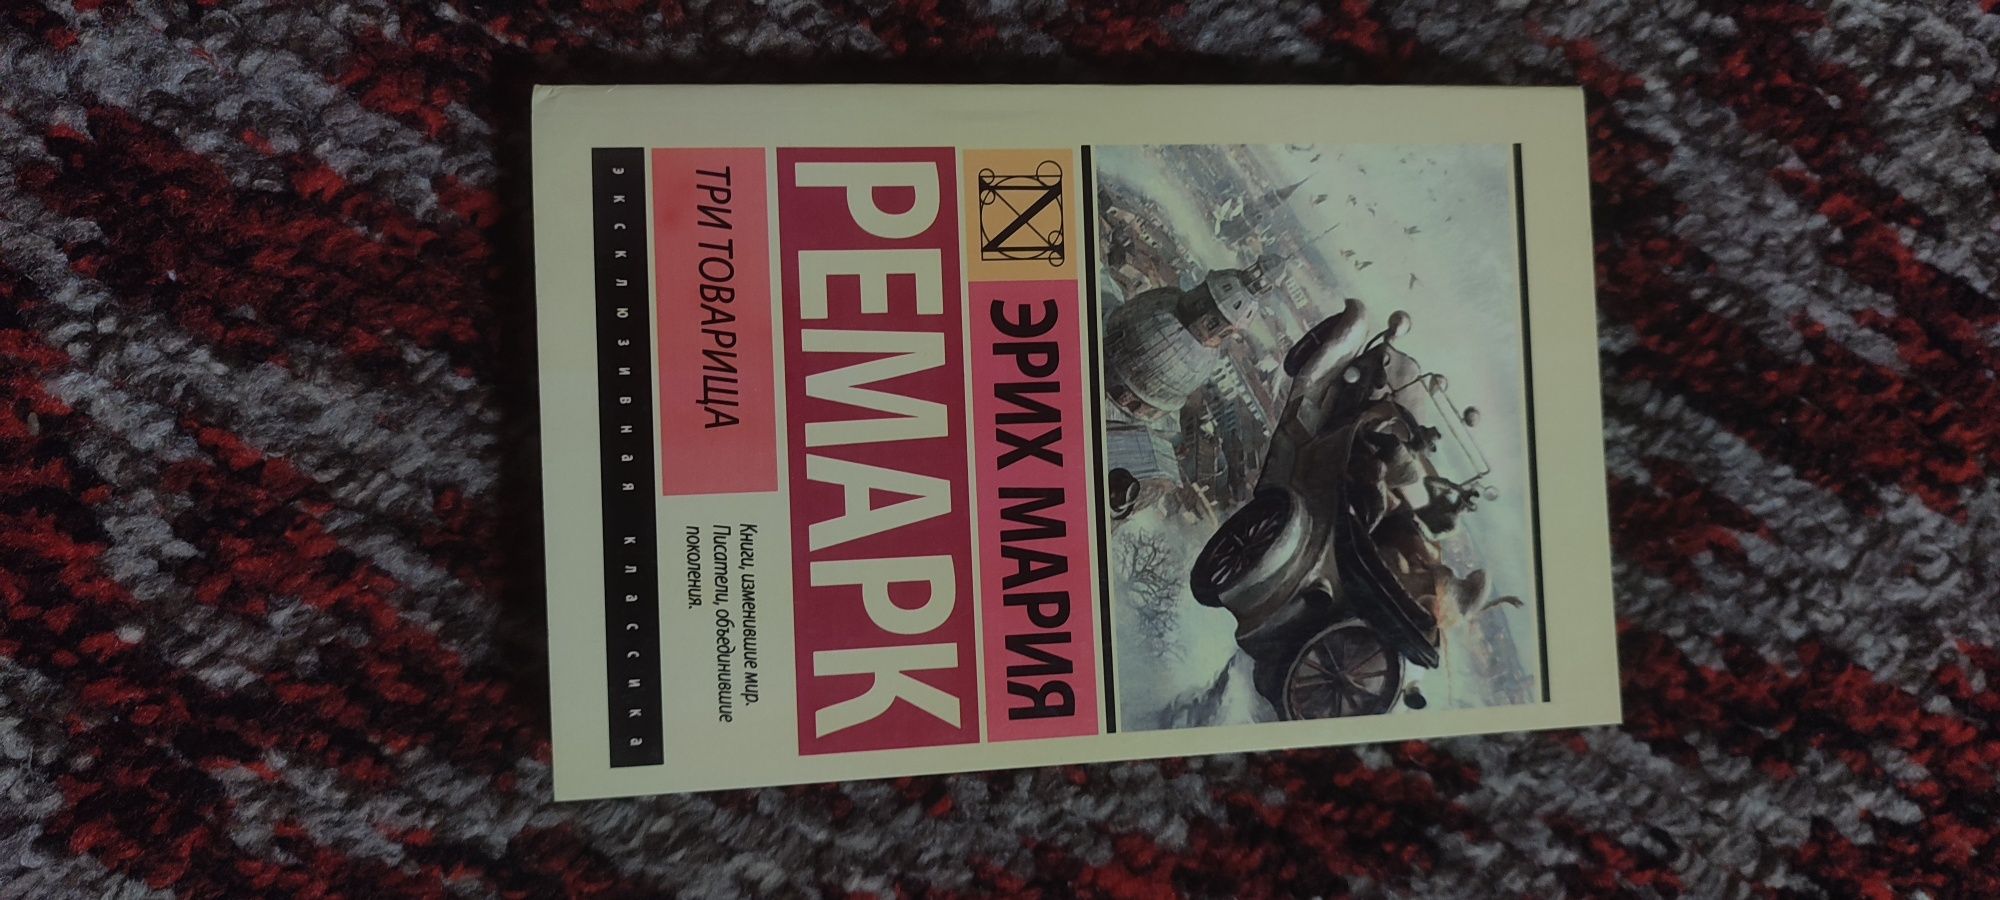 ЭРИХ МАРИЯ
РЕМАРК
ТРИ ТОВАРИЩА
Книги, изменившие мир.
Писатели, объединившие
поколения.
ЭКСКЛЮЗИВНАЯ КЛАССИКА